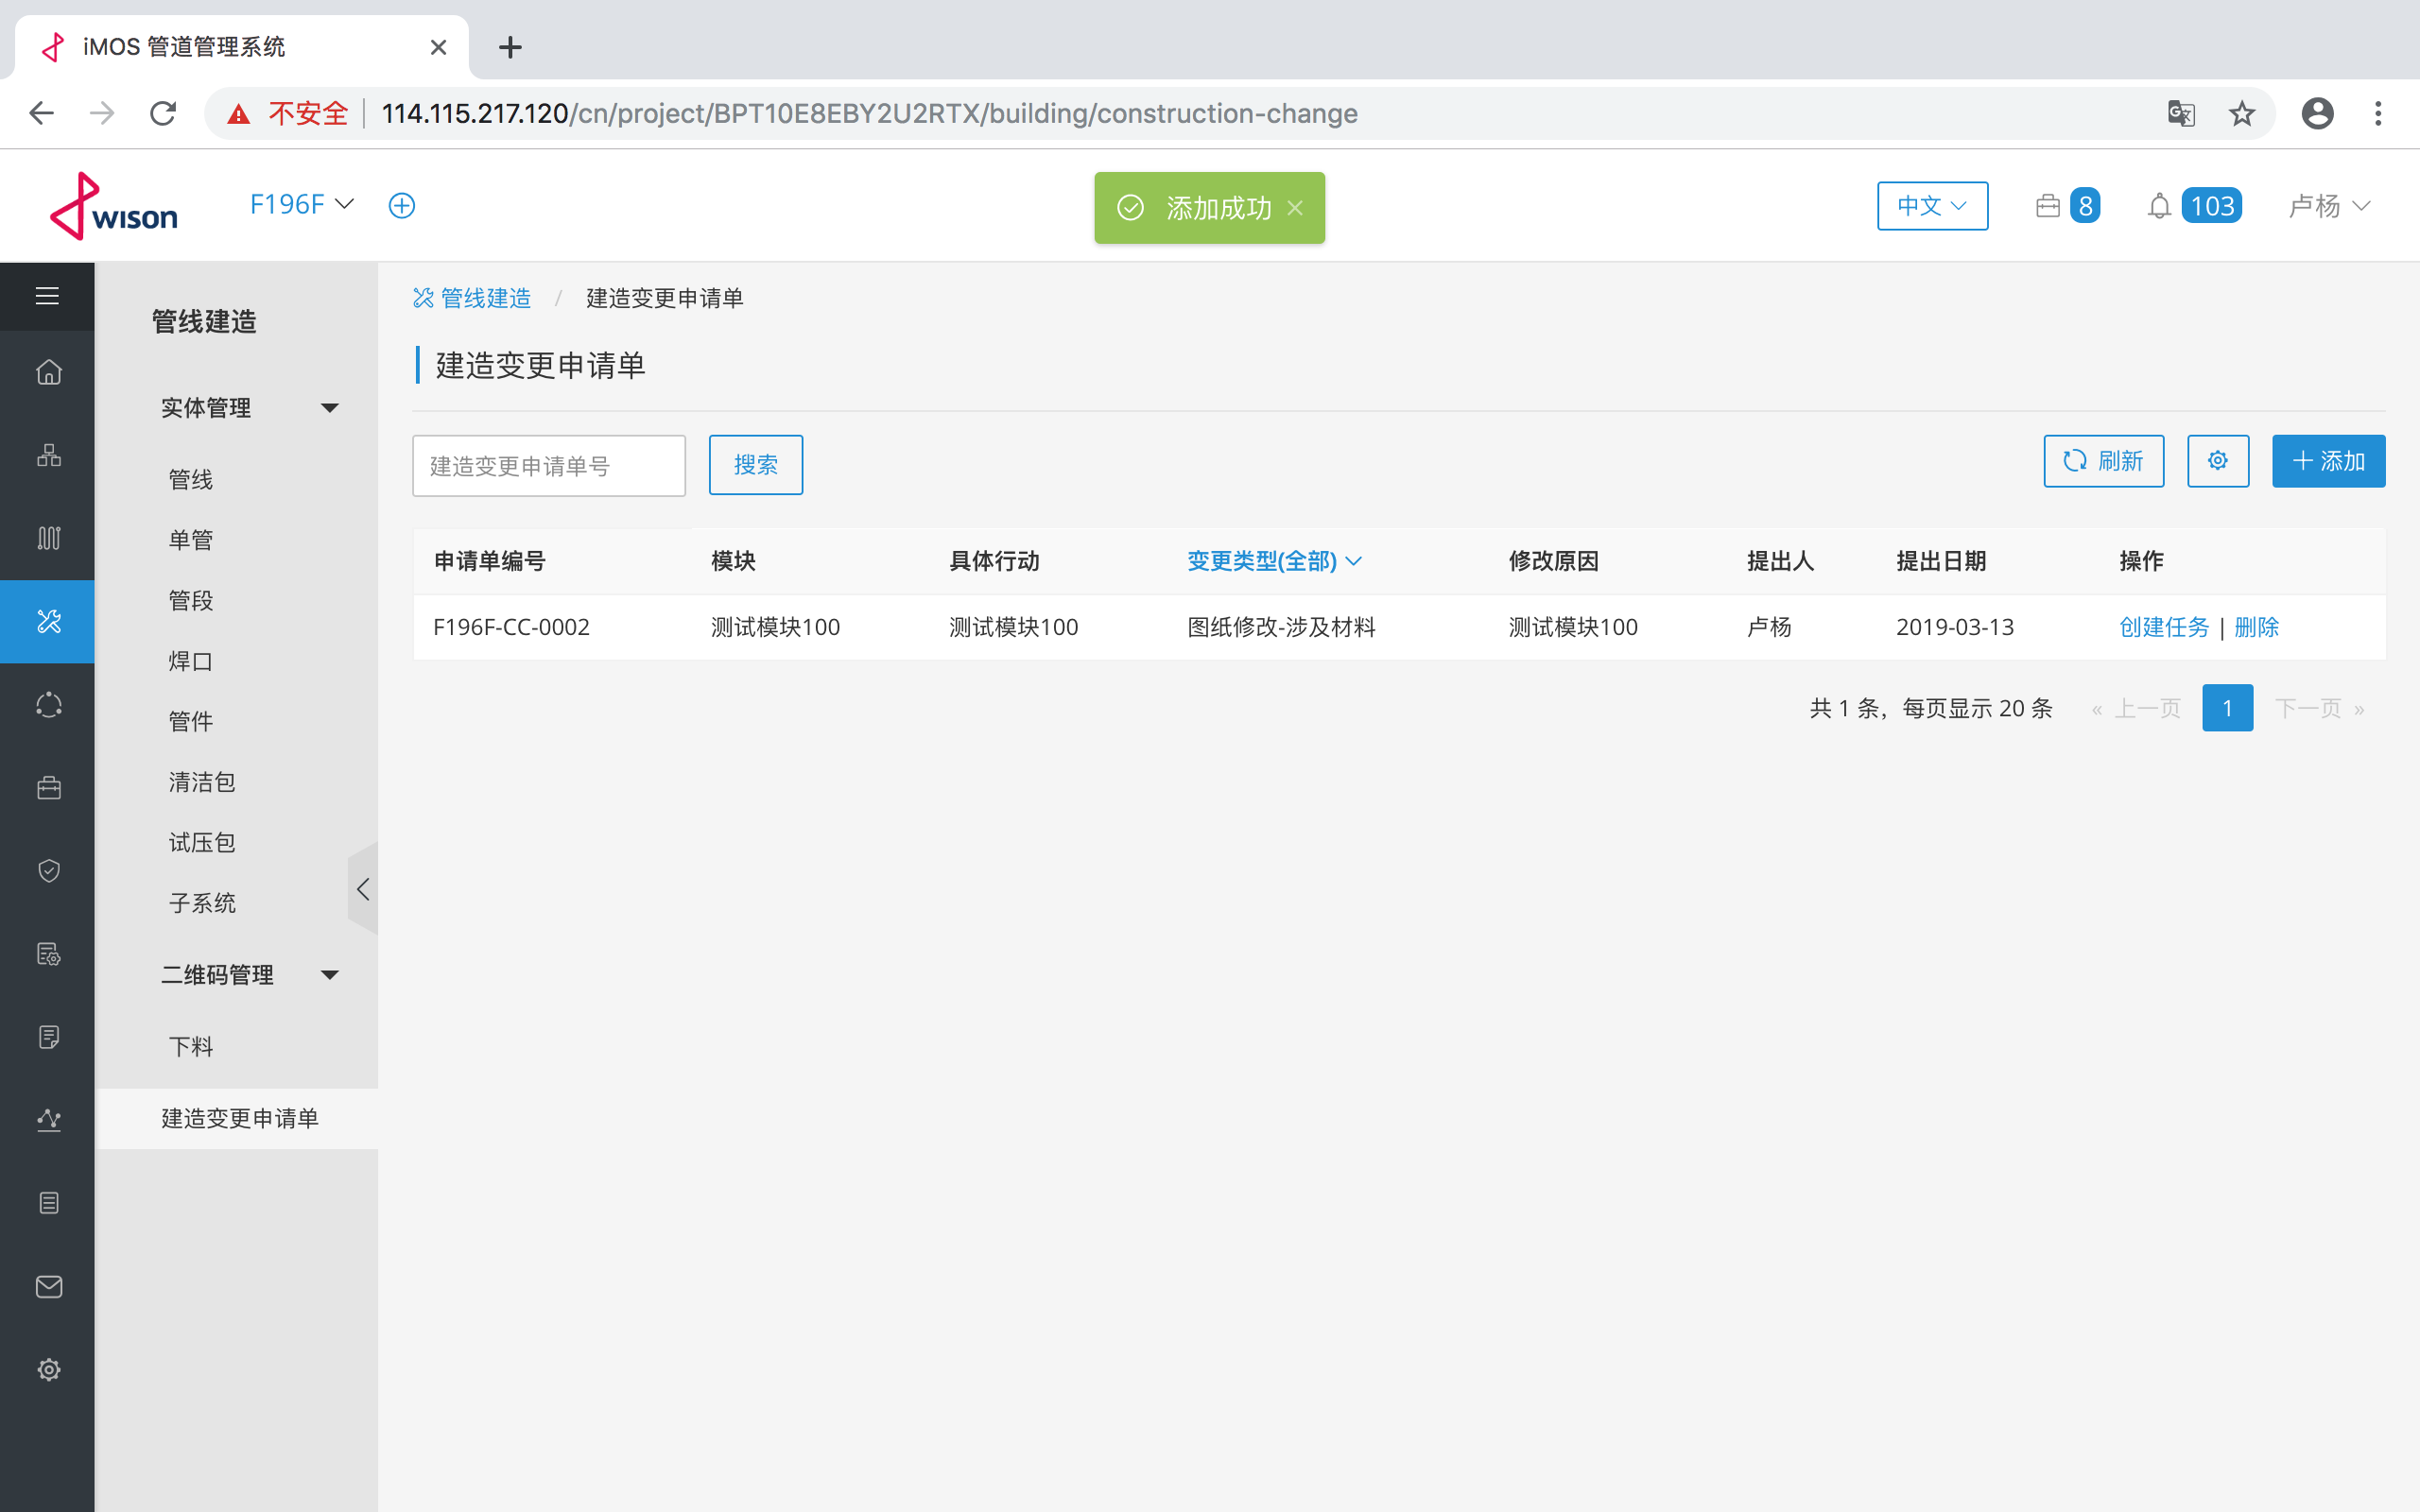 iMOS 管道管理系统
不安全 114.115.217.120/cn/project/BPT10E8EBY2U2RTX/building/construction-change
wison
F196F
添加成功
中文
8
103
卢杨
管线建造
实体管理
管线
单管
管段
焊口
管件
清洁包
试压包
子系统
二维码管理
下料
建造变更申请单
管线建造 / 建造变更申请单
建造变更申请单
建造变更申请单号 搜索 刷新 添加
申请单编号 模块 具体行动 变更类型(全部) 修改原因 提出人 提出日期 操作
F196F-CC-0002 测试模块100 测试模块100 图纸修改-涉及材料 测试模块100 卢杨 2019-03-13 创建任务 | 删除
共 1 条，每页显示 20 条 « 上一页 1 下一页 »